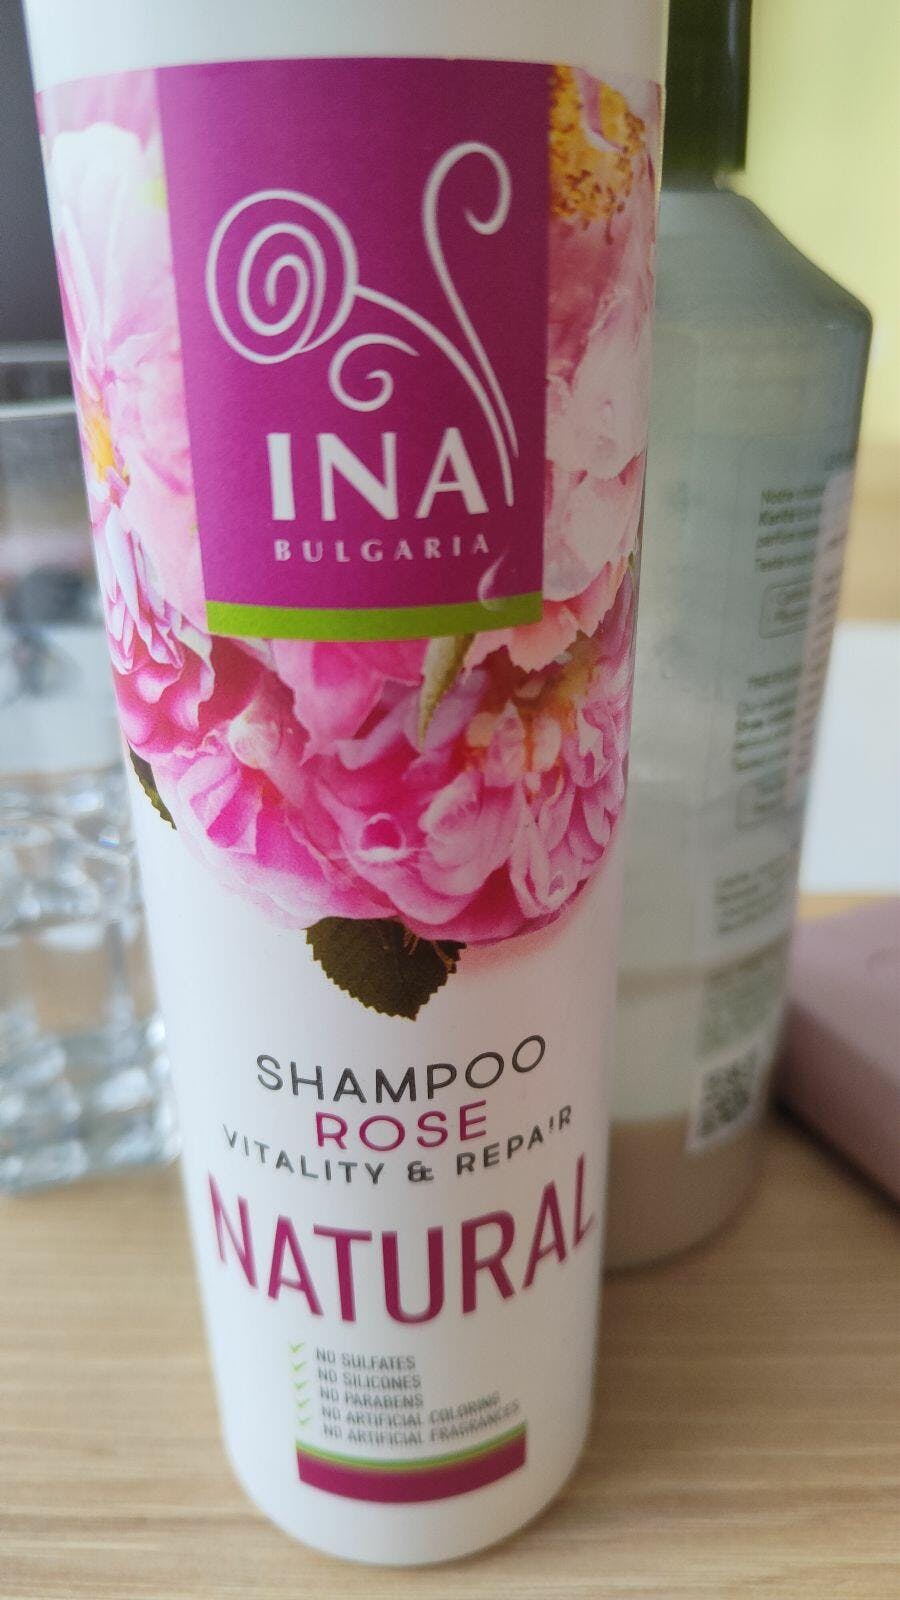 INA
BULGARIA
SHAMPOO
ROSE
VITALITY & REPAIR
NATURAL
NO SULFATES
NO SILICONES
NO PARABENS
NO ARTIFICIAL COLORING
NO ARTIFICIAL FRAGRANCES